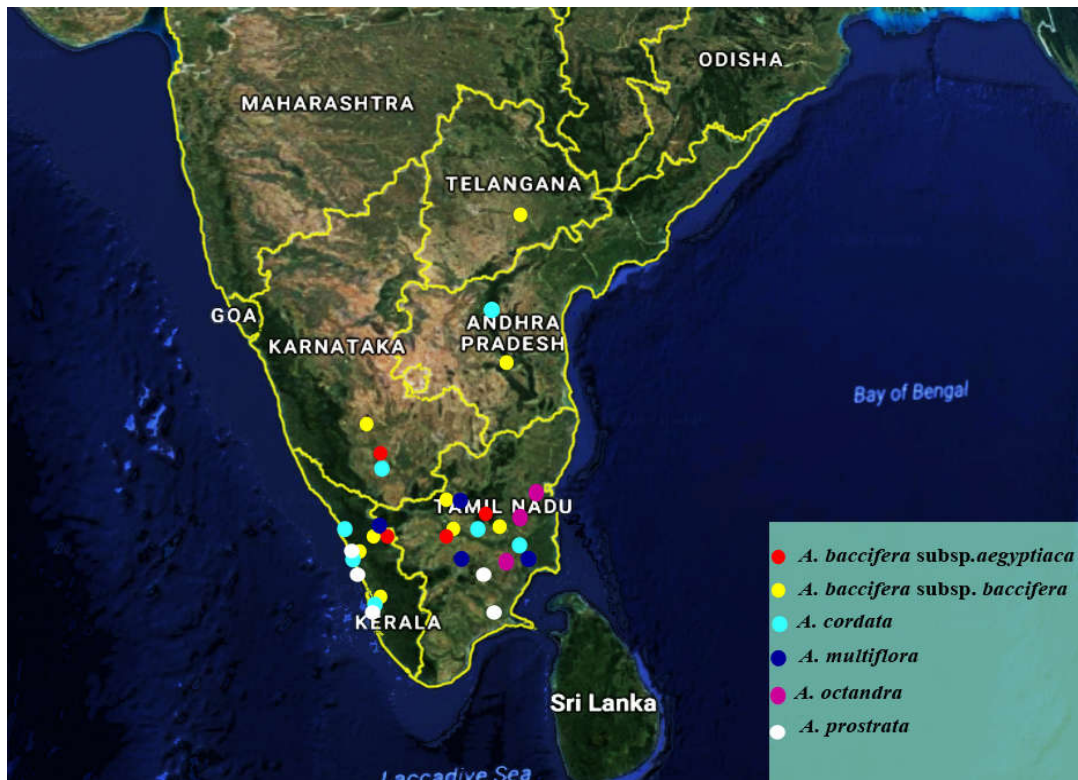 ODISHA
MAHARASHTRA
TELANGANA
GOA
KARNATAKA
ANDHRA
PRADESH
Bay of Bengal
TAMIL NADU
KERALA
Sri Lanka
Laccadive Sea
A. baccifera subsp.aegyptiaca
A. baccifera subsp. baccifera
A. cordata
A. multiflora
A. octandra
A. prostrata